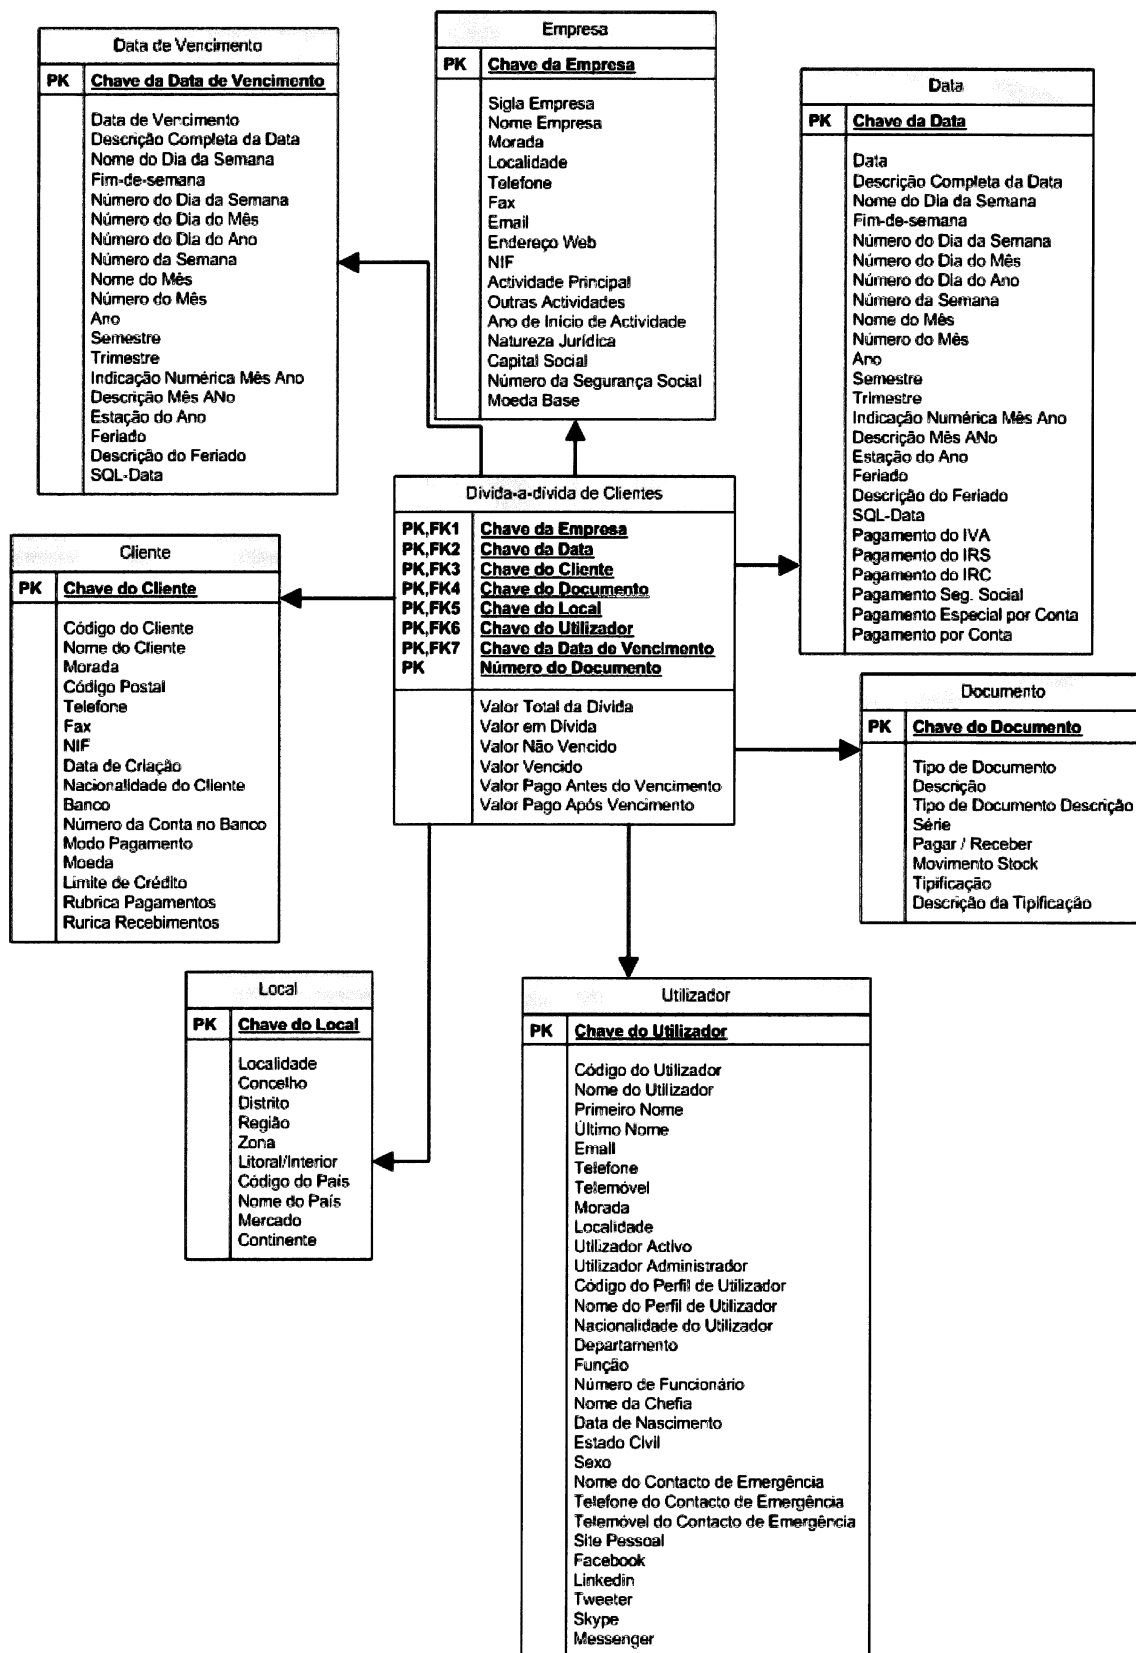 Data de Vencimento
PK Chave da Data de Vencimento
Data de Vencimento
Descrição Completa da Data
Nome do Dia da Semana
Fim-de-semana
Número do Dia da Semana
Número do Dia do Mês
Número do Dia do Ano
Número da Semana
Nome do Mês
Número do Mês
Ano
Semestre
Trimestre
Indicação Numérica Mês Ano
Descrição Mês ANo
Estação do Ano
Feriado
Descrição do Feriado
SQL-Data
Empresa
PK Chave da Empresa
Sigla Empresa
Nome Empresa
Morada
Localidade
Telefone
Fax
Email
Endereço Web
NIF
Actividade Principal
Outras Actividades
Ano de Início de Actividade
Natureza Jurídica
Capital Social
Número da Segurança Social
Moeda Base
Data
PK Chave da Data
Data
Descrição Completa da Data
Nome do Dia da Semana
Fim-de-semana
Número do Dia da Semana
Número do Dia do Mês
Número do Dia do Ano
Número da Semana
Nome do Mês
Número do Mês
Ano
Semestre
Trimestre
Indicação Numérica Mês Ano
Descrição Mês ANo
Estação do Ano
Feriado
Descrição do Feriado
SQL-Data
Pagamento do IVA
Pagamento do IRS
Pagamento do IRC
Pagamento Seg. Social
Pagamento Especial por Conta
Pagamento por Conta
Dívida-a-dívida de Clientes
PK,FK1 Chave da Empresa
PK,FK2 Chave da Data
PK,FK3 Chave do Cliente
PK,FK4 Chave do Documento
PK,FK5 Chave do Local
PK,FK6 Chave do Utilizador
PK,FK7 Chave da Data de Vencimento
PK Número do Documento
Valor Total da Dívida
Valor em Dívida
Valor Não Vencido
Valor Vencido
Valor Pago Antes do Vencimento
Valor Pago Após Vencimento
Cliente
PK Chave do Cliente
Código do Cliente
Nome do Cliente
Morada
Código Postal
Telefone
Fax
NIF
Data de Criação
Nacionalidade do Cliente
Banco
Número da Conta no Banco
Modo Pagamento
Moeda
Limite de Crédito
Rubrica Pagamentos
Rurica Recebimentos
Documento
PK Chave do Documento
Tipo de Documento
Descrição
Tipo de Documento Descrição
Série
Pagar / Receber
Movimento Stock
Tipificação
Descrição da Tipificação
Local
PK Chave do Local
Localidade
Concelho
Distrito
Região
Zona
Litoral/Interior
Código do País
Nome do País
Mercado
Continente
Utilizador
PK Chave do Utilizador
Código do Utilizador
Nome do Utilizador
Primeiro Nome
Último Nome
Email
Telefone
Telemóvel
Morada
Localidade
Utilizador Activo
Utilizador Administrador
Código do Perfil de Utilizador
Nome do Perfil de Utilizador
Nacionalidade do Utilizador
Departamento
Função
Número de Funcionário
Nome da Chefia
Data de Nascimento
Estado Civil
Sexo
Nome do Contacto de Emergência
Telefone do Contacto de Emergência
Telemóvel do Contacto de Emergência
Site Pessoal
Facebook
Linkedin
Tweeter
Skype
Messenger